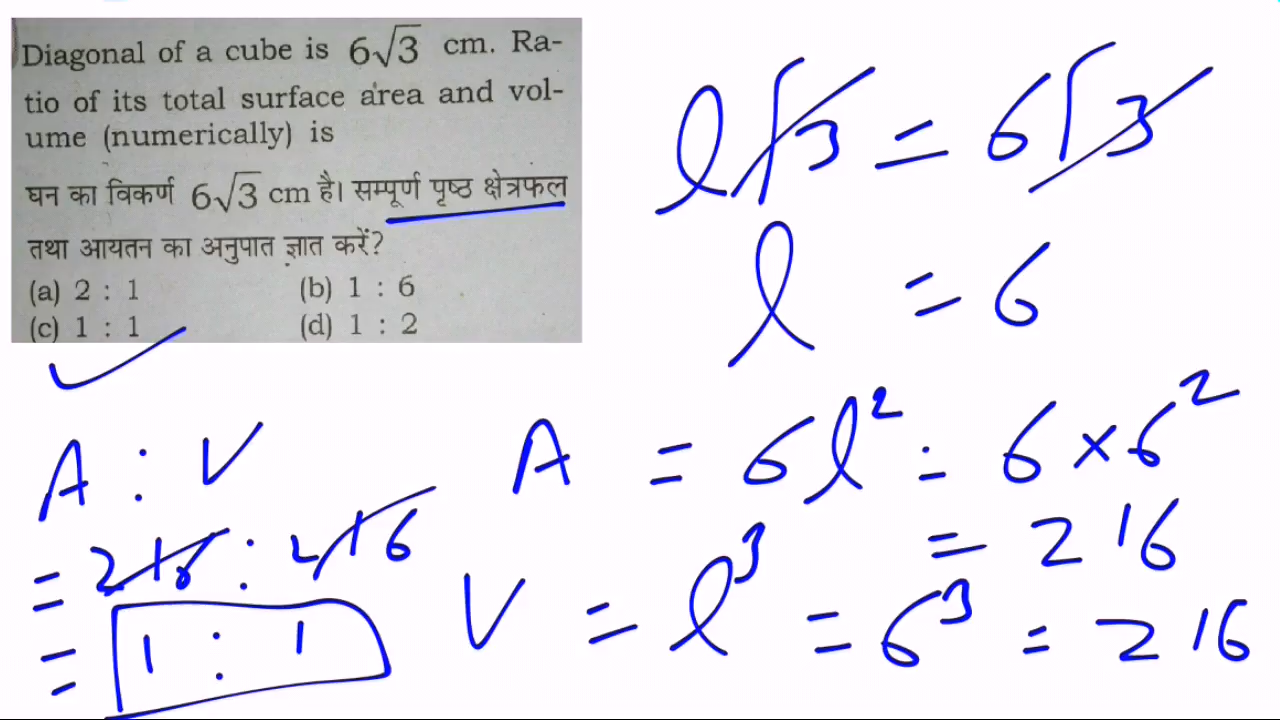 Diagonal of a cube is 6√3 cm. Ra-
tio of its total surface area and vol-
ume (numerically) is
घन का विकर्ण 6√3 cm है। सम्पूर्ण पृष्ठ क्षेत्रफल
तथा आयतन का अनुपात ज्ञात करें?
(a) 2 : 1 (b) 1 : 6
(c) 1 : 1 (d) 1 : 2
l√3 = 6√3
l = 6
A : V
= 216 : 216
= 1 : 1
A = 6l² = 6×6²
= 216
V = l³ = 6³ = 216